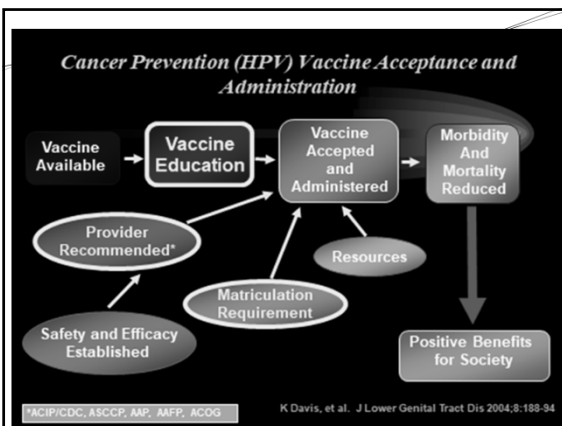 Cancer Prevention (HPV) Vaccine Acceptance and
Administration
Vaccine
Available
Vaccine
Education
Vaccine
Accepted
and
Administered
Morbidity
And
Mortality
Reduced
Provider
Recommended*
Resources
Matriculation
Requirement
Safety and Efficacy
Established
Positive Benefits
for Society
*ACIP/CDC, ASCCP, AAP, AAFP, ACOG
K Davis, et al. J Lower Genital Tract Dis 2004;8:188-94